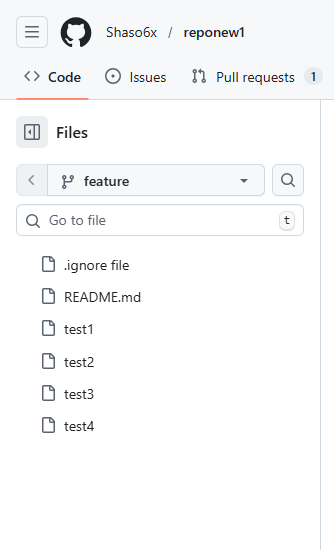 Shaso6x / reponew1
Code Issues Pull requests 1
Files
feature
Go to file t
.ignore file
README.md
test1
test2
test3
test4